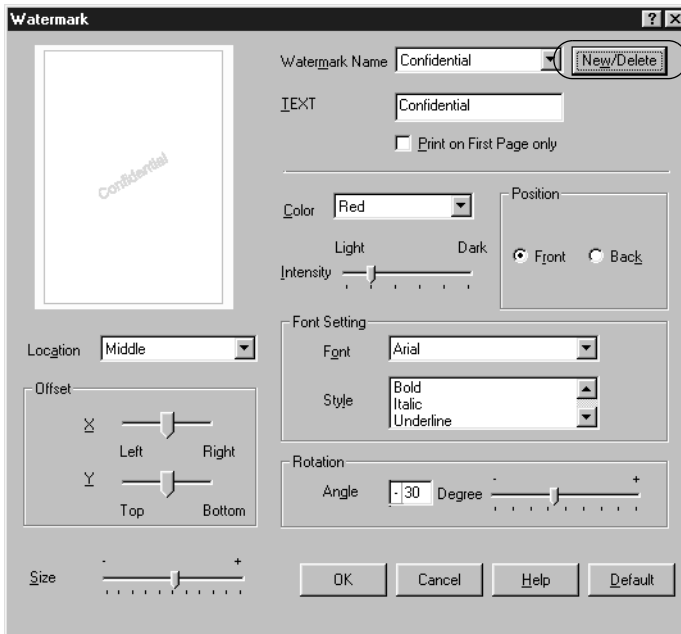 Watermark
Watermark Name Confidential New/Delete
TEXT Confidential
Print on First Page only
Confidential
Color Red
Position
Light Dark
Front Back
Intensity
Font Setting
Location Middle
Font Arial
Offset
Style Bold
Italic
Underline
X
Left Right
Rotation
Y
Angle - 30 Degree - +
Top Bottom
Size - +
OK Cancel Help Default